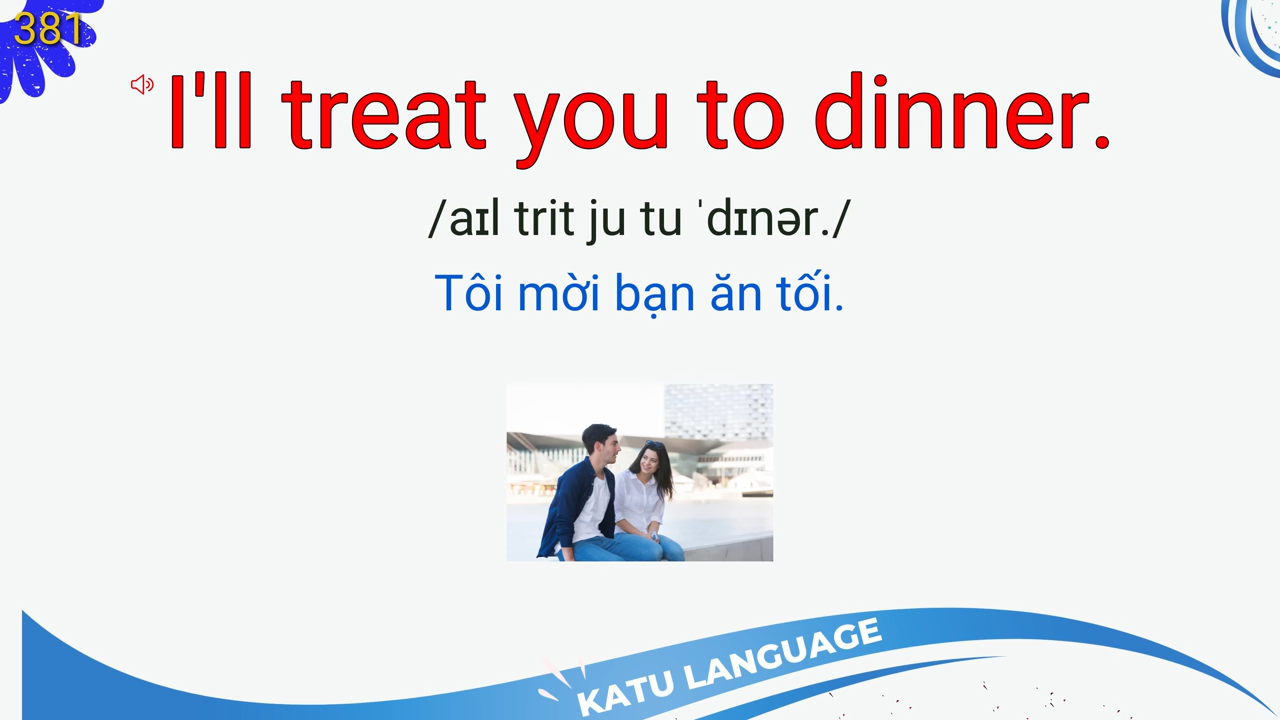 381
I'll treat you to dinner.
/aɪl trit ju tu ˈdɪnər./
Tôi mời bạn ăn tối.
KATU LANGUAGE